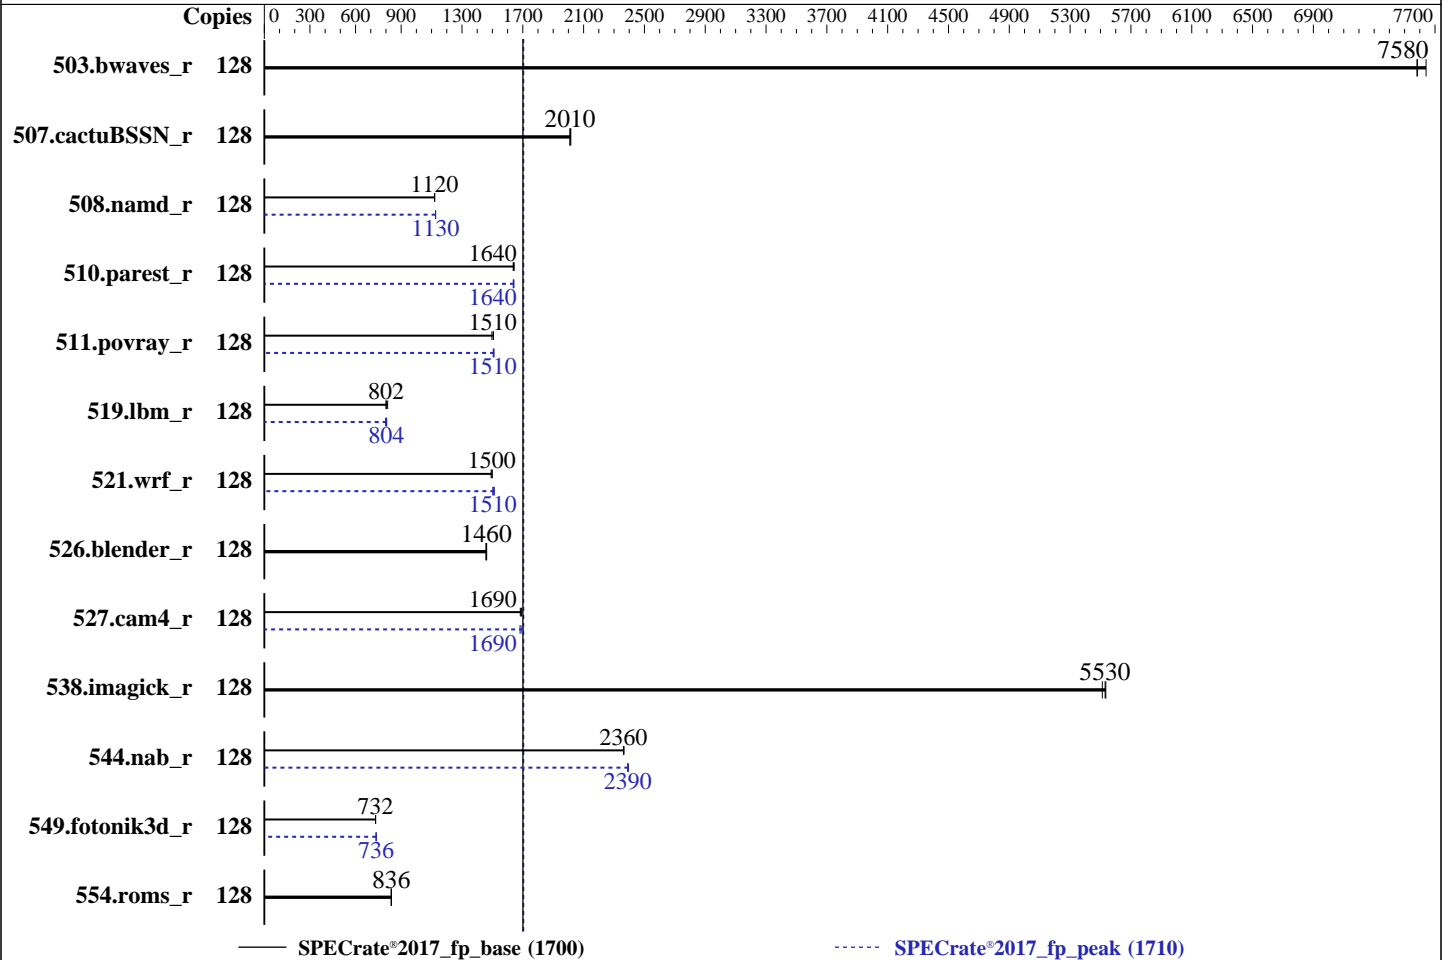 Copies 0 300 600 900 1300 1700 2100 2500 2900 3300 3700 4100 4500 4900 5300 5700 6100 6500 6900 7700
503.bwaves_r 128 7580
507.cactuBSSN_r 128 2010
508.namd_r 128 1120
1130
510.parest_r 128 1640
1640
511.povray_r 128 1510
1510
519.lbm_r 128 802
804
521.wrf_r 128 1500
1510
526.blender_r 128 1460
527.cam4_r 128 1690
1690
538.imagick_r 128 5530
544.nab_r 128 2360
2390
549.fotonik3d_r 128 732
736
554.roms_r 128 836
SPECrate®2017_fp_base (1700) SPECrate®2017_fp_peak (1710)